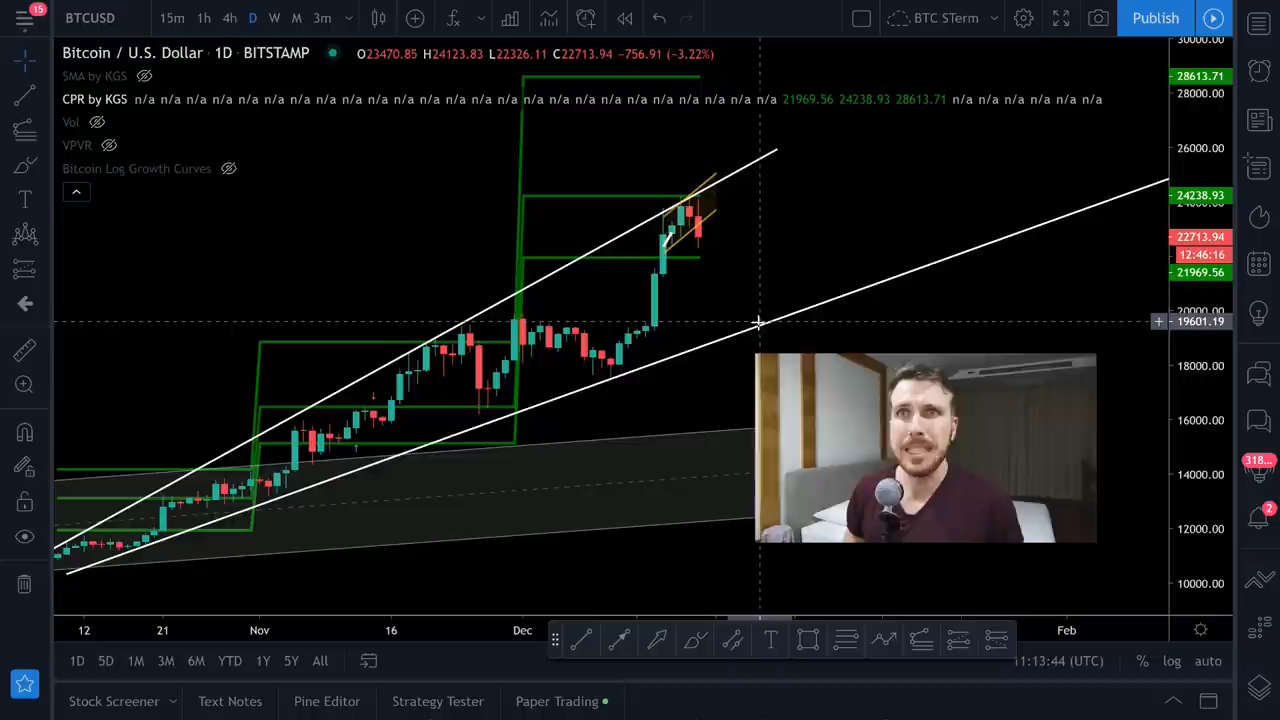 15
BTCUSD 15m 1h 4h D W M 3m BTC STerm Publish
Bitcoin / U.S. Dollar · 1D · BITSTAMP O23470.85 H24123.83 L22326.11 C22713.94 −756.91 (−3.22%)
SMA by KGS
CPR by KGS n/a n/a n/a n/a n/a n/a n/a n/a n/a n/a n/a n/a n/a n/a n/a n/a n/a n/a n/a n/a n/a n/a n/a n/a n/a n/a 21969.56 24238.93 28613.71 n/a n/a n/a n/a n/a n/a
Vol
VPVR
Bitcoin Log Growth Curves
30000.00
28613.71
28000.00
26000.00
24238.93
24000.00
22713.94
12:46:16
21969.56
20000.00
19601.19
18000.00
16000.00
14000.00
12000.00
10000.00
318...
2
12 21 Nov 16 Dec Feb
1D 5D 1M 3M 6M YTD 1Y 5Y All 11:13:44 (UTC) % log auto
Stock Screener Text Notes Pine Editor Strategy Tester Paper Trading